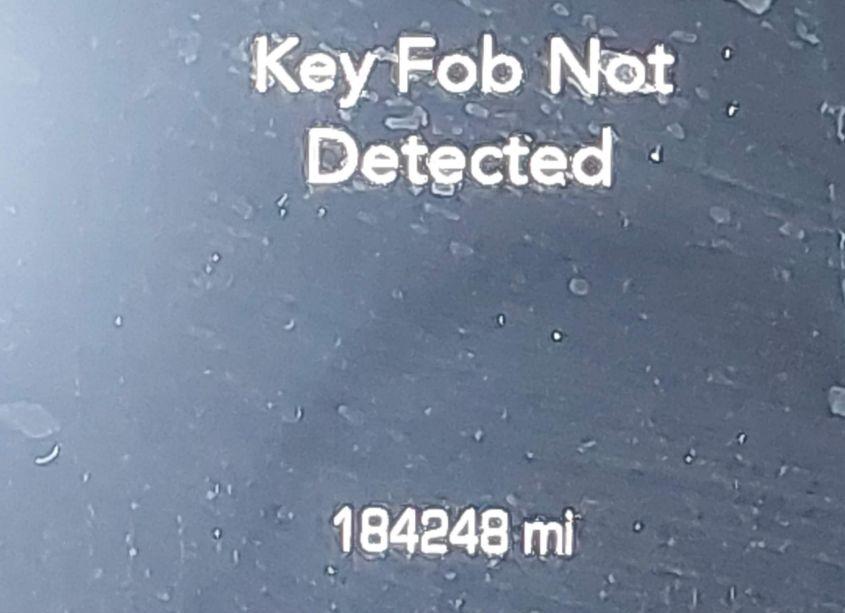 Key Fob Not
Detected
184248 mi